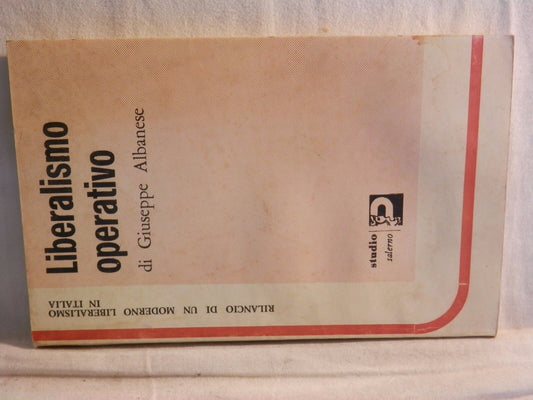 Liberalismo
operativo
di Giuseppe Albanese
studio
salerno
RILANCIO DI UN MODERNO LIBERALISMO
IN ITALIA